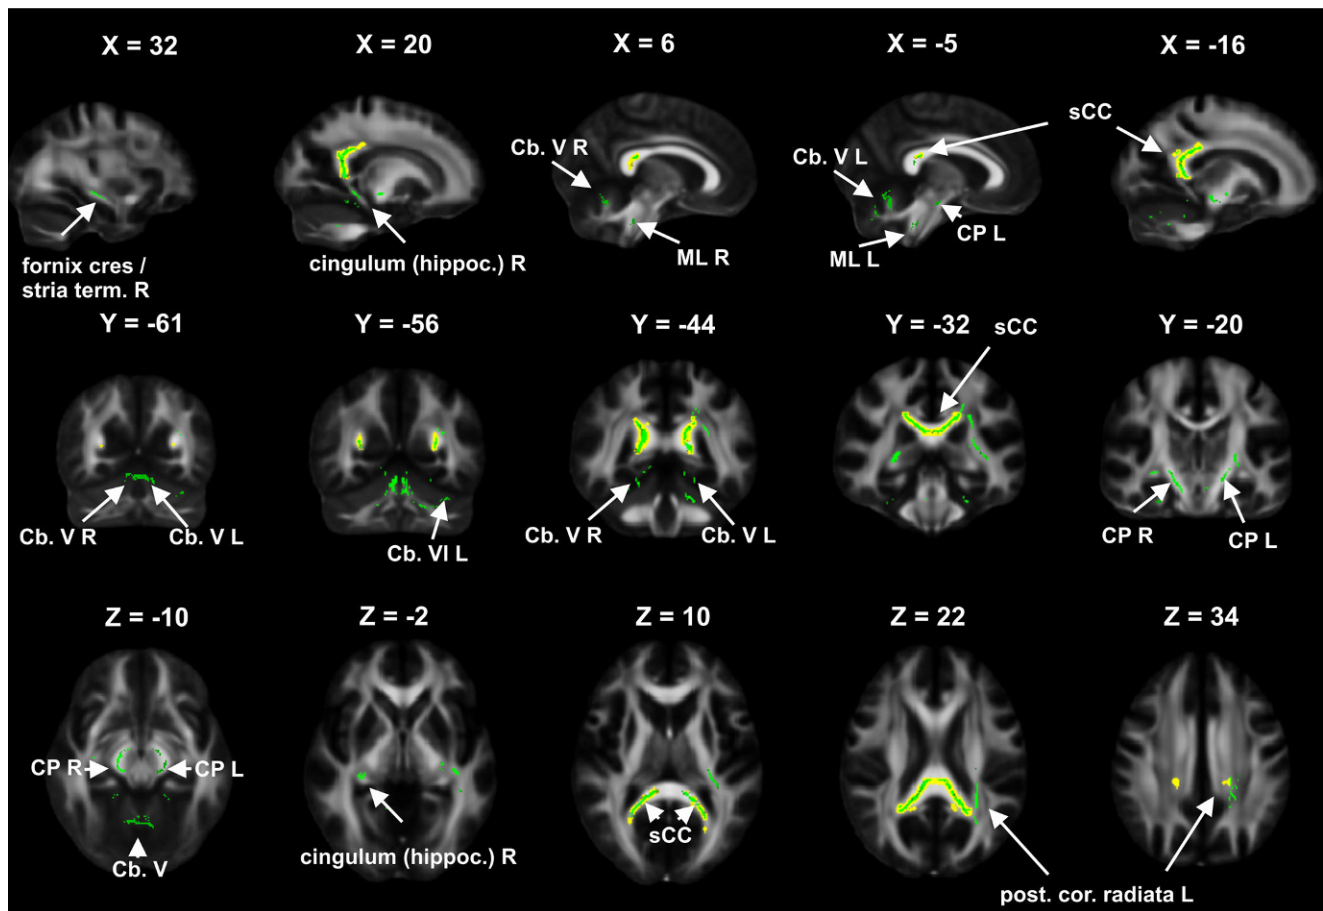 X = 32
X = 20
X = 6
X = -5
X = -16
sCC
Cb. V R
Cb. V L
fornix cres /
stria term. R
cingulum (hippoc.) R
ML R
ML L
CP L
Y = -61
Y = -56
Y = -44
Y = -32
sCC
Y = -20
Cb. V R
Cb. V L
Cb. VI L
Cb. V R
Cb. V L
CP R
CP L
Z = -10
Z = -2
Z = 10
Z = 22
Z = 34
CP R
CP L
Cb. V
cingulum (hippoc.) R
sCC
post. cor. radiata L